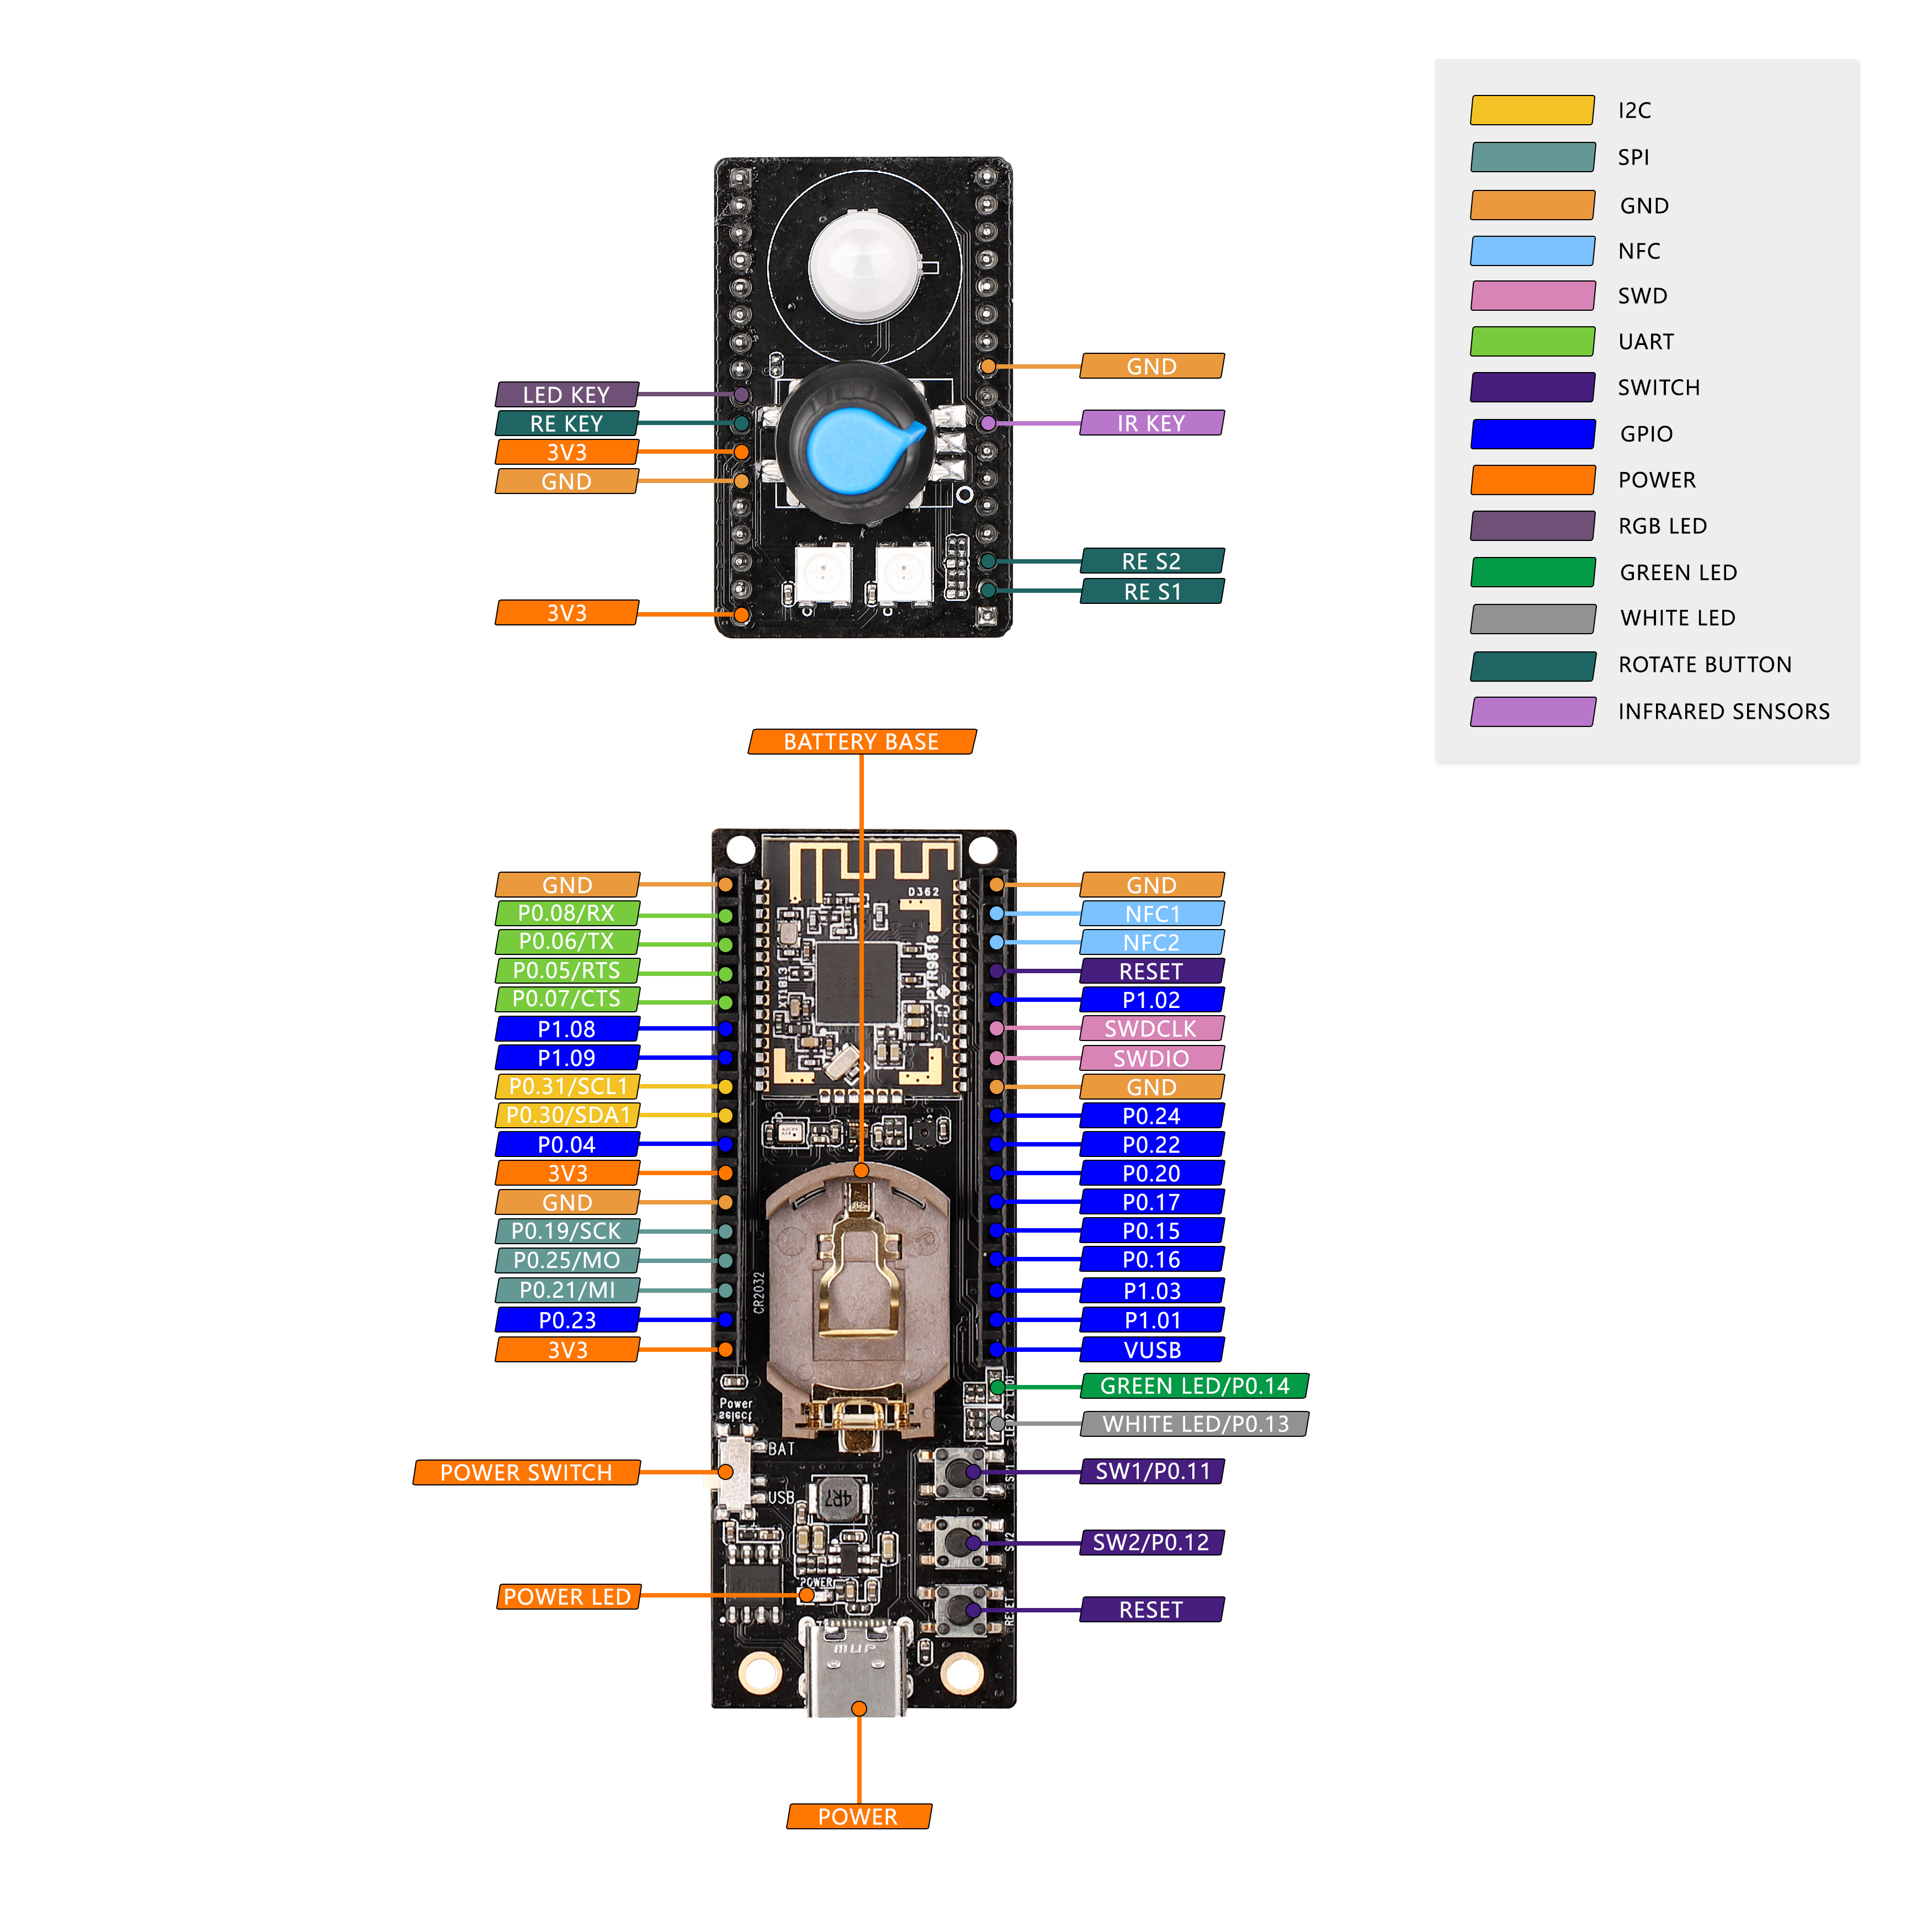 I2C
SPI
GND
NFC
SWD
UART
SWITCH
GPIO
POWER
RGB LED
GREEN LED
WHITE LED
ROTATE BUTTON
INFRARED SENSORS
LED KEY
RE KEY
3V3
GND
3V3
GND
IR KEY
RE S2
RE S1
BATTERY BASE
GND
P0.08/RX
P0.06/TX
P0.05/RTS
P0.07/CTS
P1.08
P1.09
P0.31/SCL1
P0.30/SDA1
P0.04
3V3
GND
P0.19/SCK
P0.25/MO
P0.21/MI
P0.23
3V3
POWER SWITCH
POWER LED
GND
NFC1
NFC2
RESET
P1.02
SWDCLK
SWDIO
GND
P0.24
P0.22
P0.20
P0.17
P0.15
P0.16
P1.03
P1.01
VUSB
GREEN LED/P0.14
WHITE LED/P0.13
SW1/P0.11
SW2/P0.12
RESET
D362
PTR9818
XT1813
CR2032
Power
Select
BAT
USB
4R7
POWER
RESET
POWER